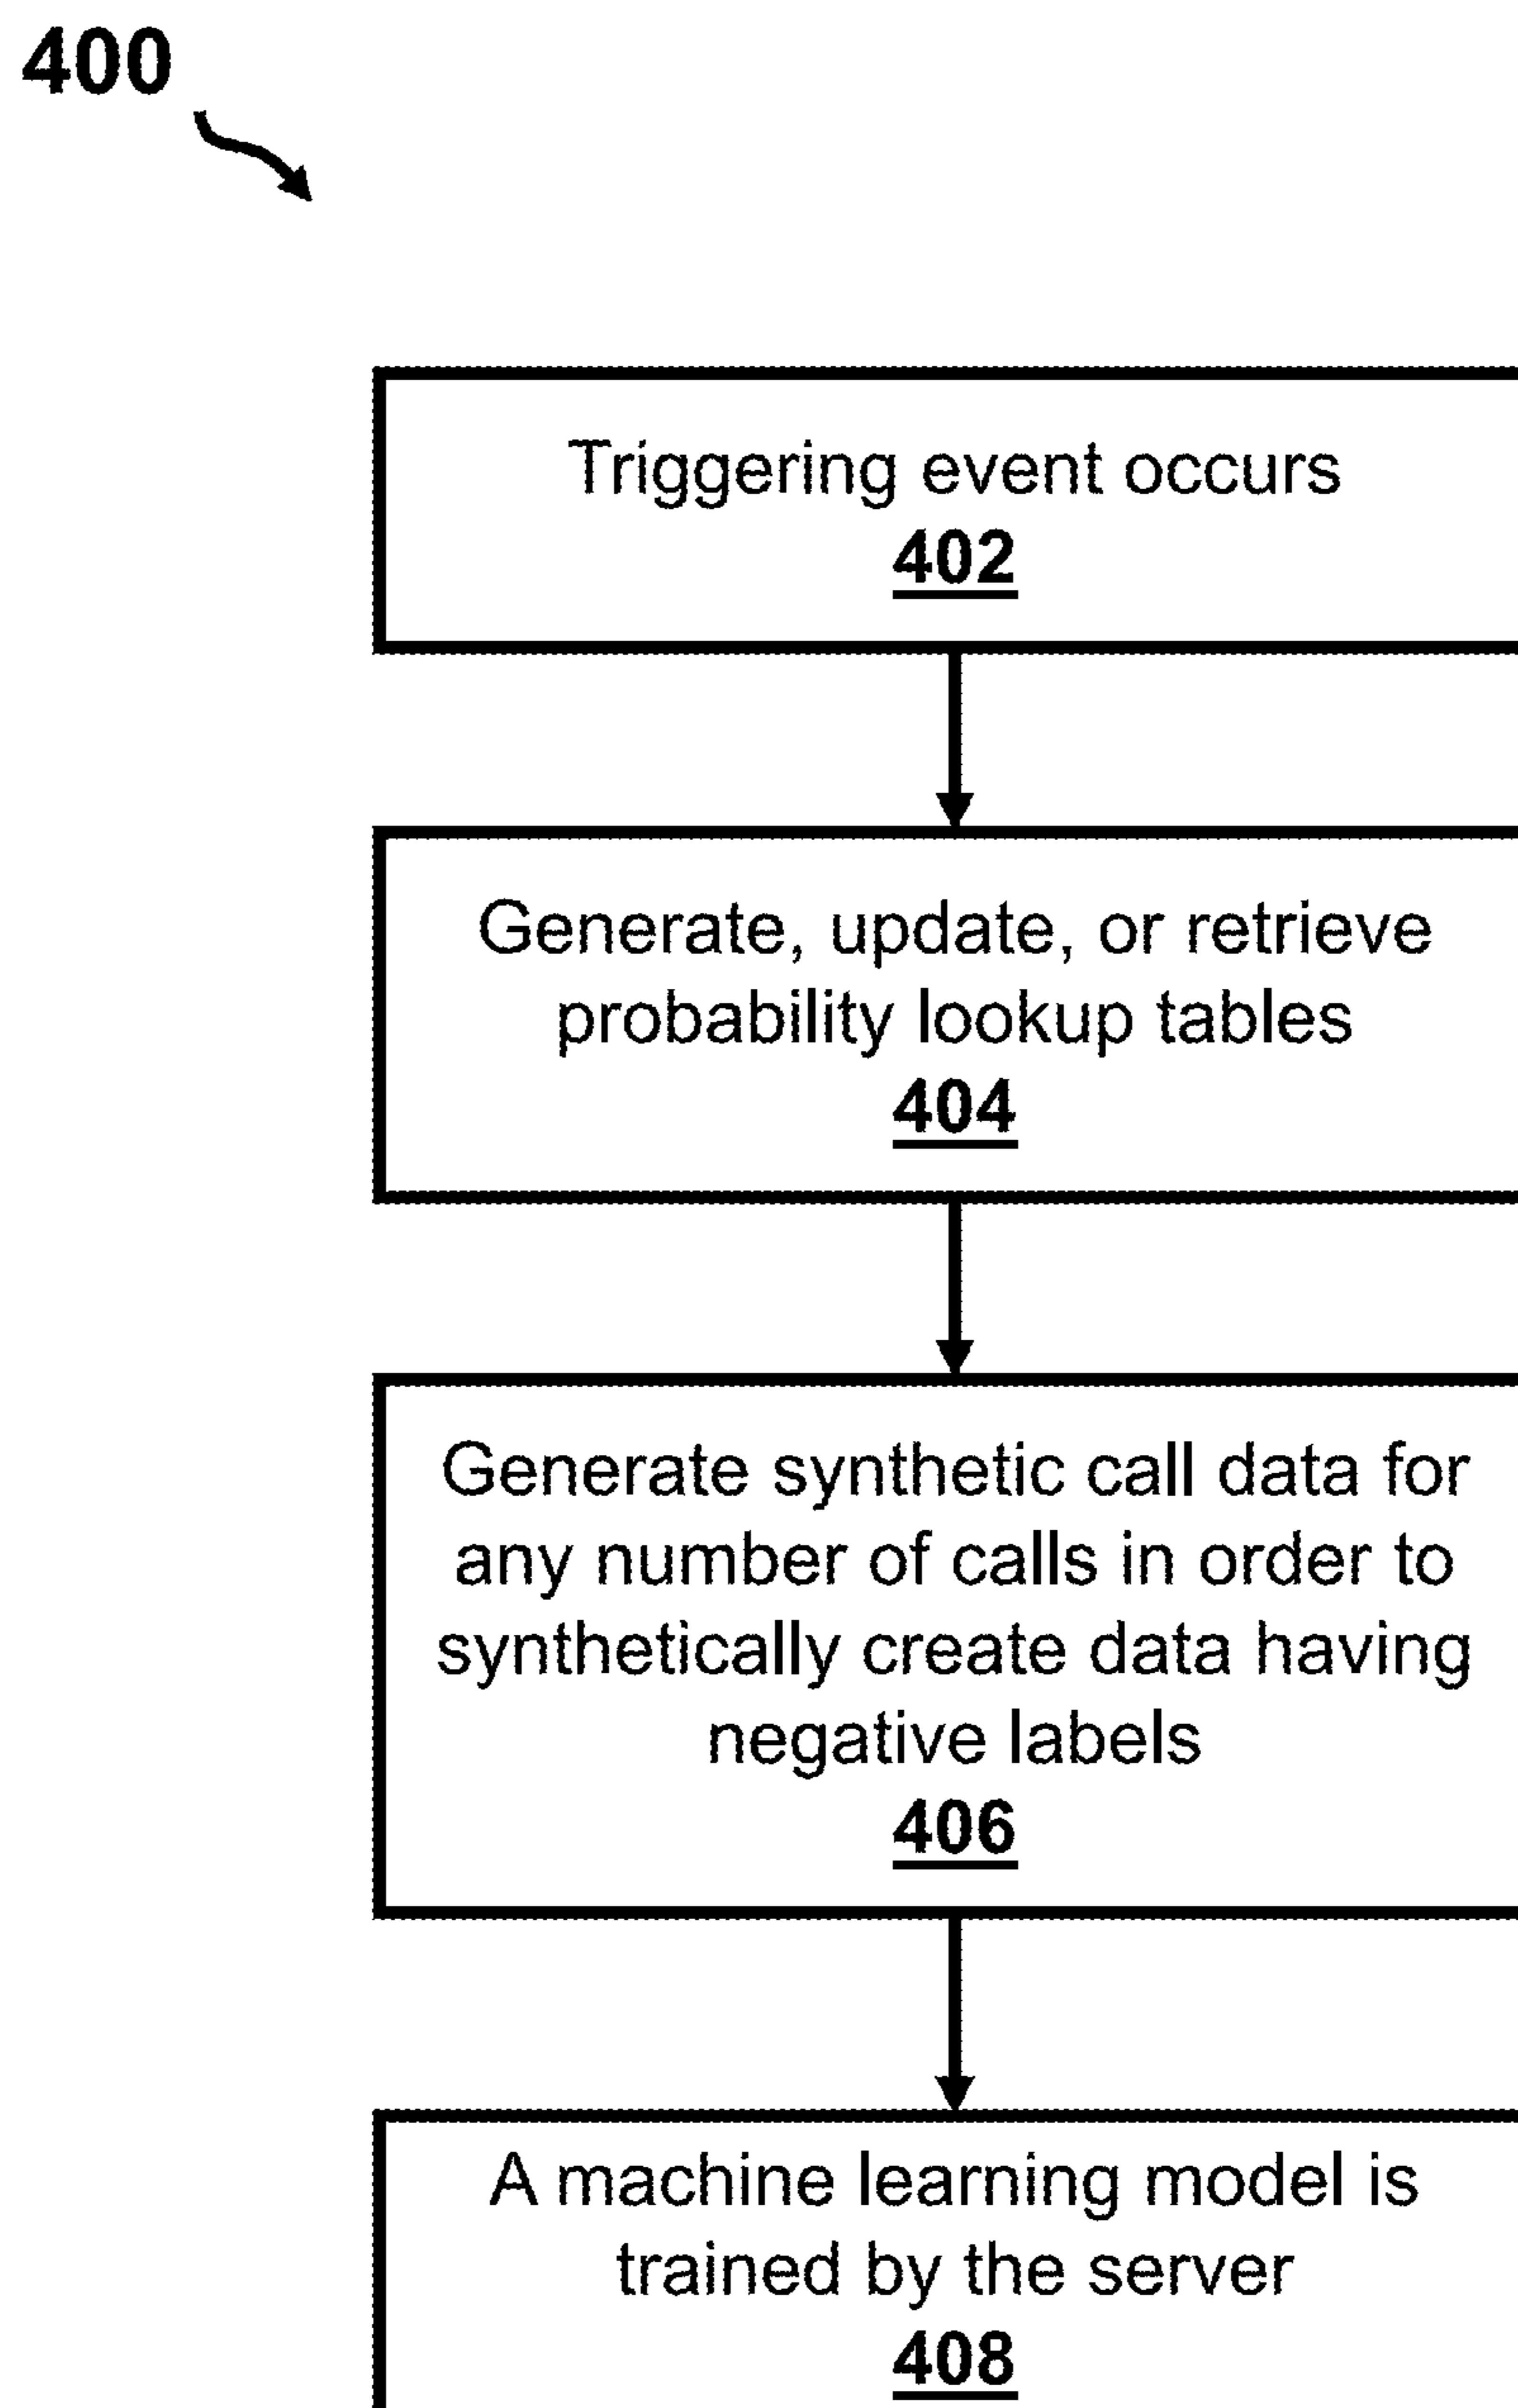 400
Triggering event occurs
402
Generate, update, or retrieve
probability lookup tables
404
Generate synthetic call data for
any number of calls in order to
synthetically create data having
negative labels
406
A machine learning model is
trained by the server
408